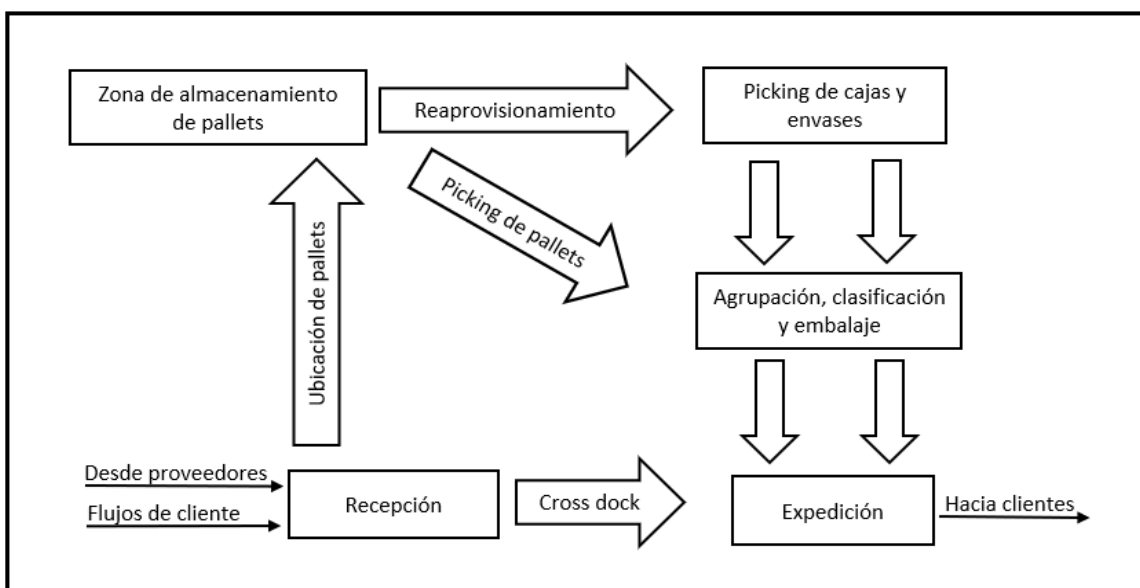 Zona de almacenamiento
de pallets
Reaprovisionamiento
Picking de cajas y
envases
Picking de pallets
Ubicación de pallets
Agrupación, clasificación
y embalaje
Desde proveedores
Flujos de cliente
Recepción
Cross dock
Expedición
Hacia clientes